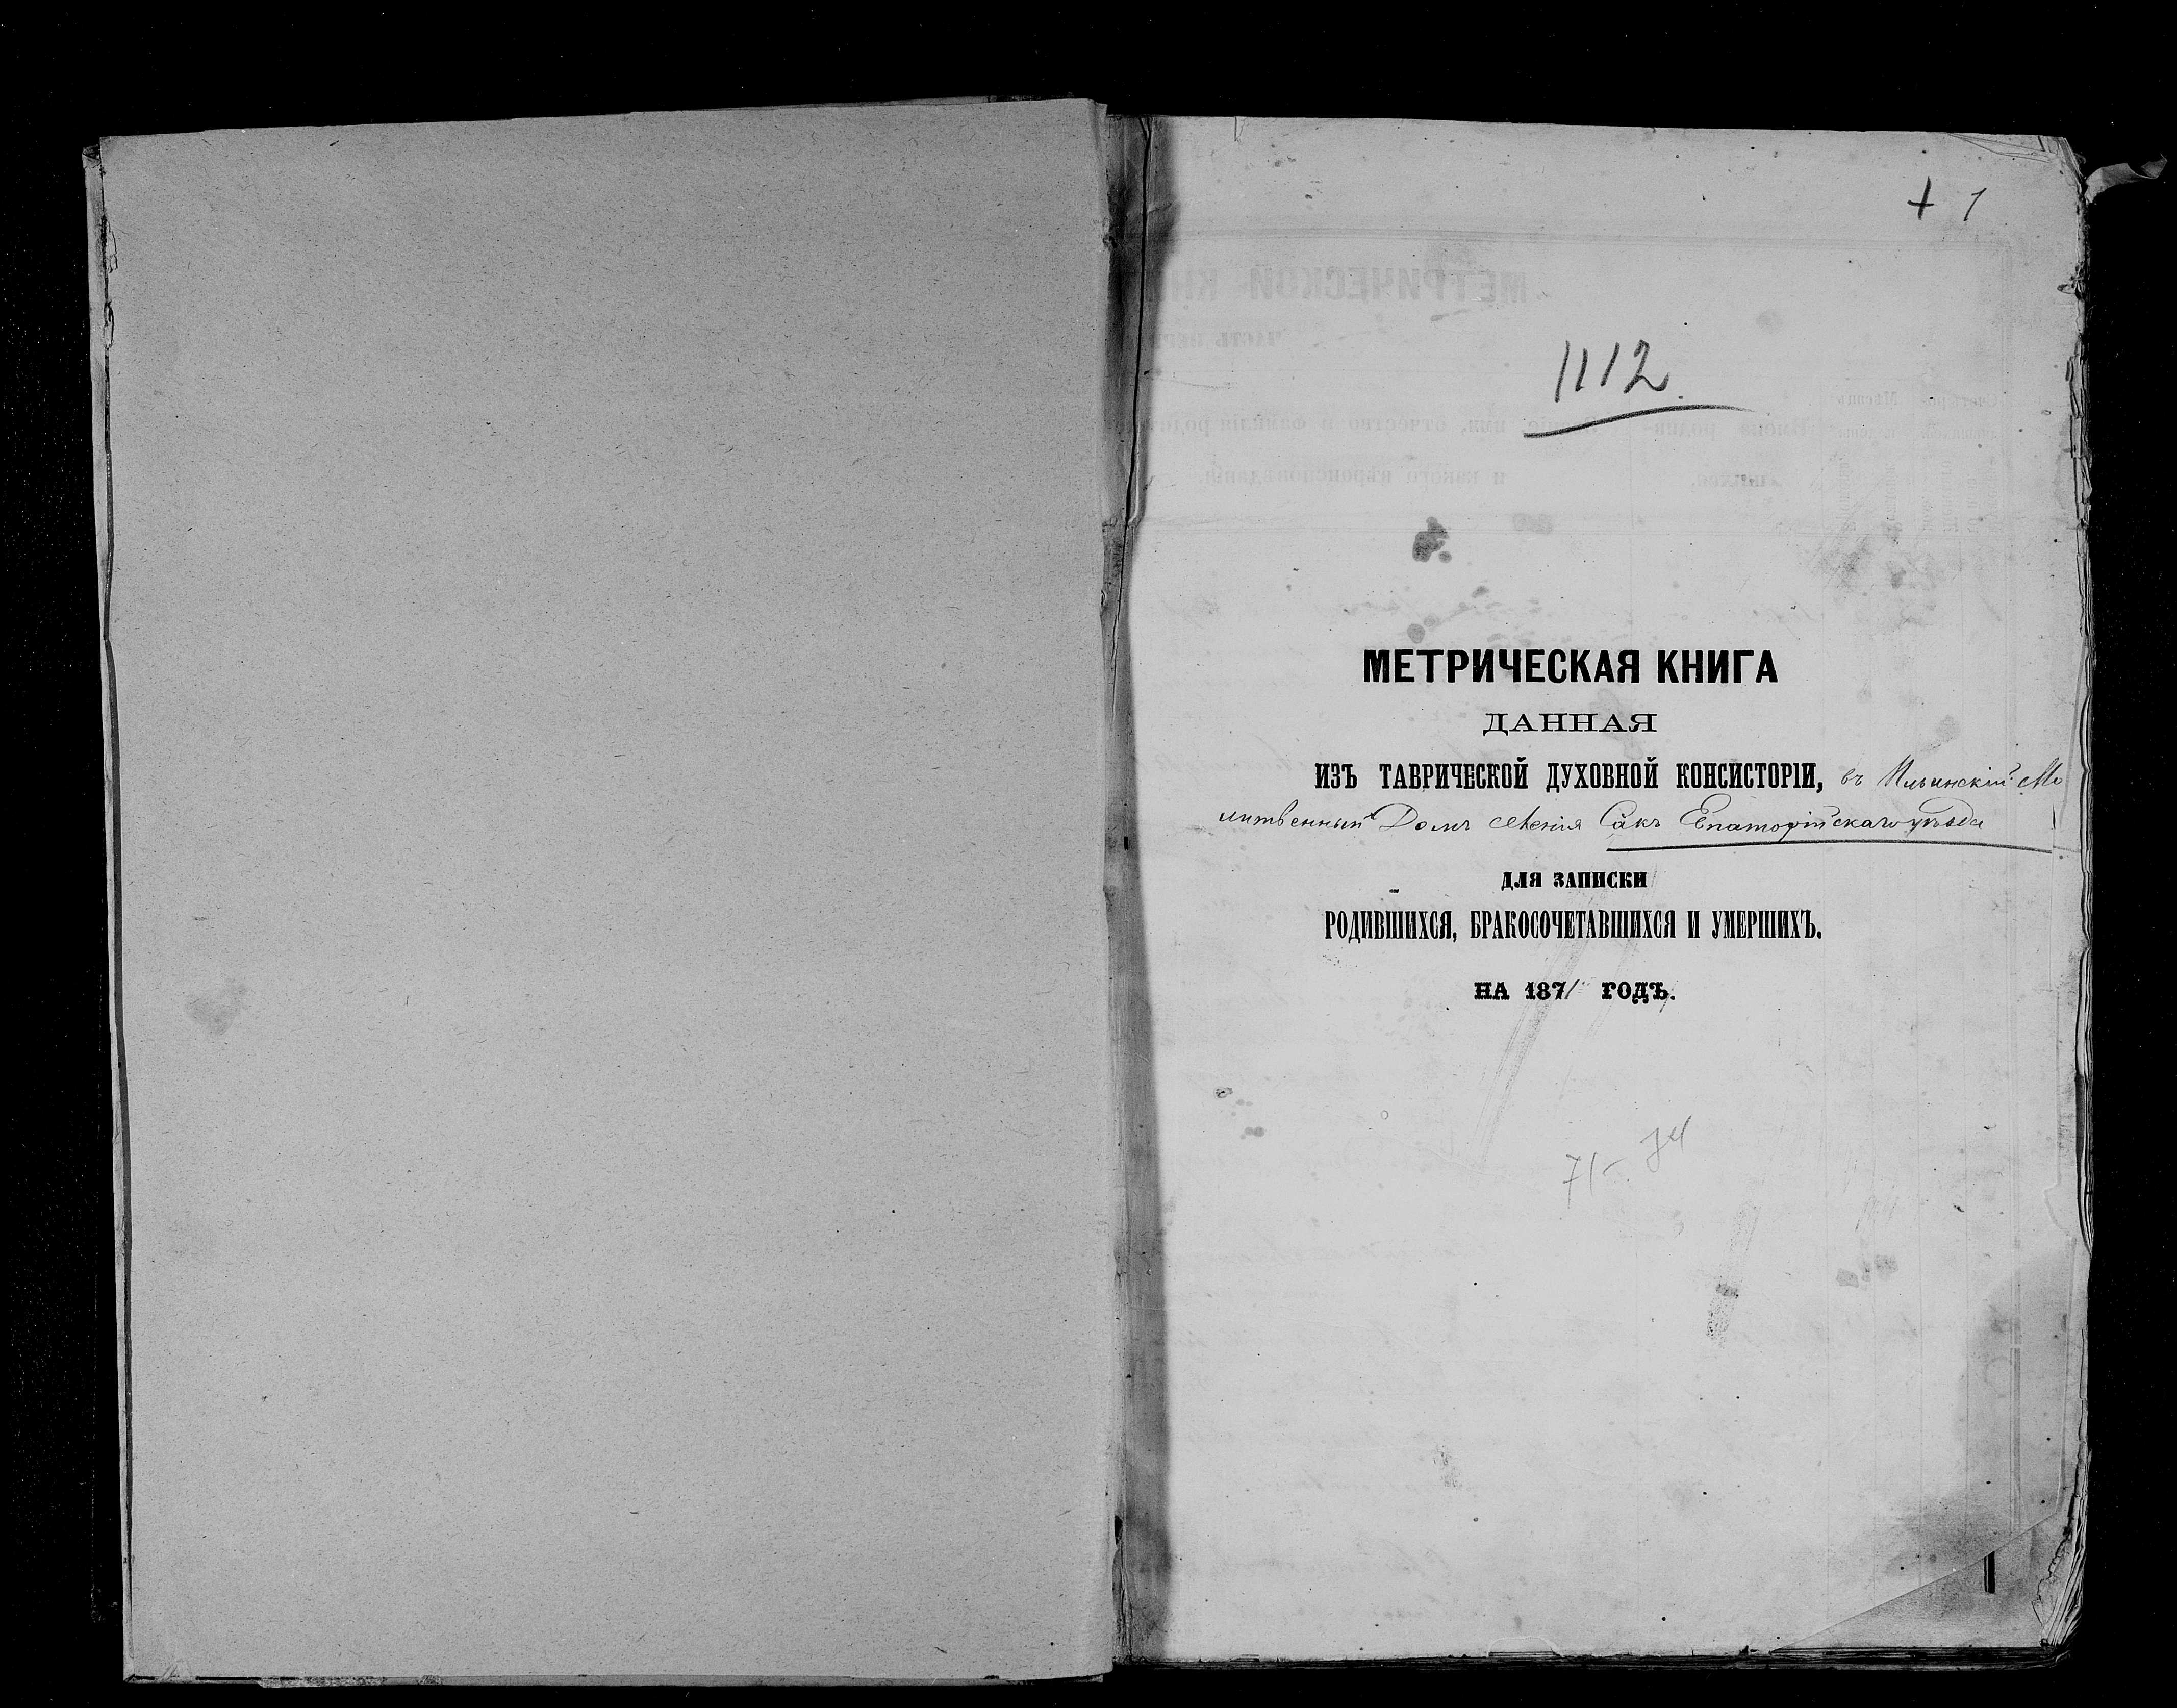 + 1
1112.
МЕТРИЧЕСКАЯ КНИГА
ДАННАЯ
ИЗЪ ТАВРИЧЕСКОЙ ДУХОВНОЙ КОНСИСТОРІИ, въ Ильинскій Мо
литвенный Домъ селенія Сакъ Евпаторійскаго уѣзда
ДЛЯ ЗАПИСКИ
РОДИВШИХСЯ, БРАКОСОЧЕТАВШИХСЯ И УМЕРШИХЪ.
НА 1871 ГОДЪ.
71-74